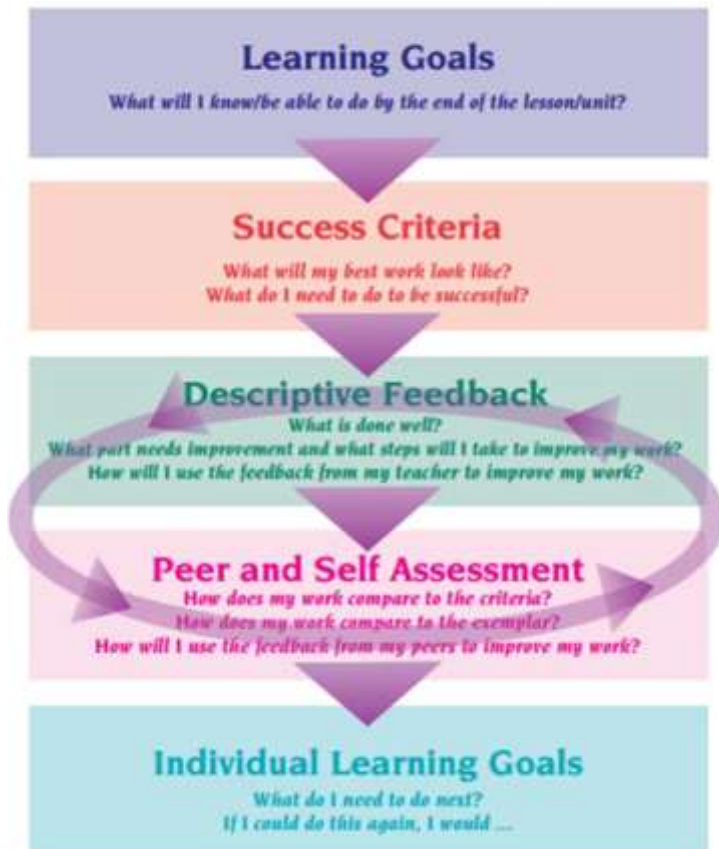 Learning Goals
What will I know/be able to do by the end of the lesson/unit?
Success Criteria
What will my best work look like?
What do I need to do to be successful?
Descriptive Feedback
What is done well?
What part needs improvement and what steps will I take to improve my work?
How will I use the feedback from my teacher to improve my work?
Peer and Self Assessment
How does my work compare to the criteria?
How does my work compare to the exemplar?
How will I use the feedback from my peers to improve my work?
Individual Learning Goals
What do I need to do next?
If I could do this again, I would ...